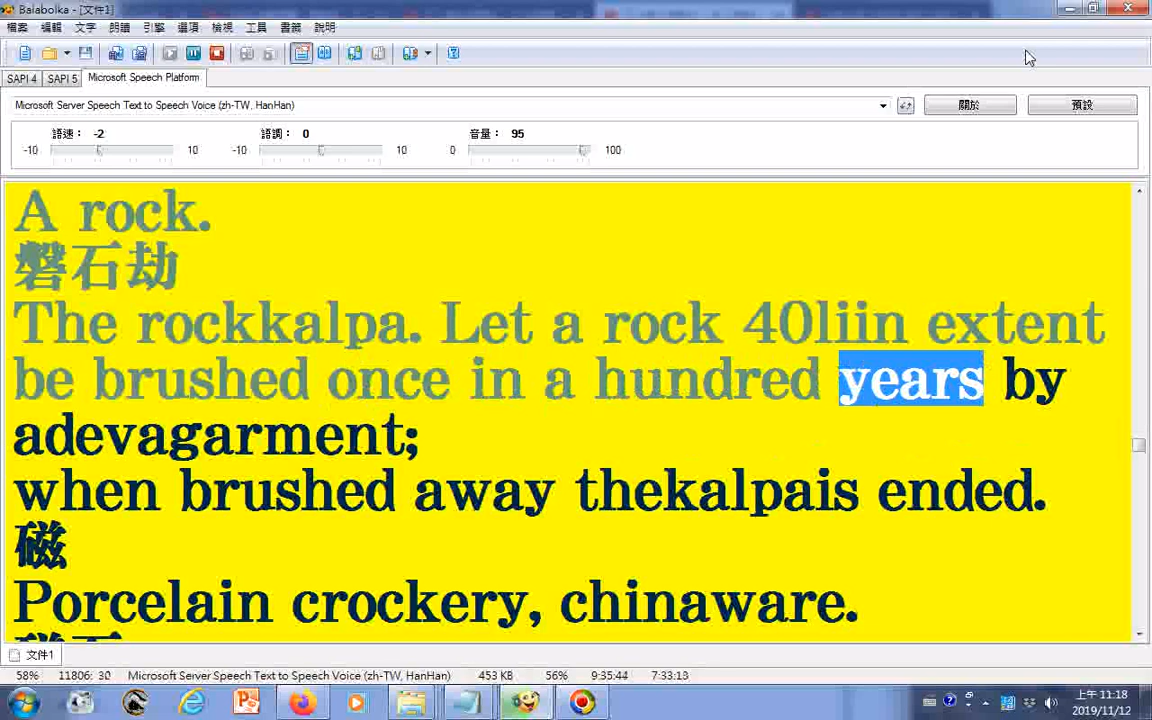 Balabolka - [文件1]
檔案 編輯 文字 朗讀 引擎 選項 檢視 工具 書籤 說明
SAPI 4 SAPI 5 Microsoft Speech Platform
Microsoft Server Speech Text to Speech Voice (zh-TW, HanHan) 關於 預設
語速： -2 語調： 0 音量： 95
-10 10 -10 10 0 100
A rock.
磐石劫
The rockkalpa. Let a rock 40liin extent
be brushed once in a hundred years by
adevagarment;
when brushed away thekalpais ended.
磁
Porcelain crockery, chinaware.
文件1
58% 11806: 30 Microsoft Server Speech Text to Speech Voice (zh-TW, HanHan) 453 KB 56% 9:35:44 7:33:13
上午 11:18
2019/11/12